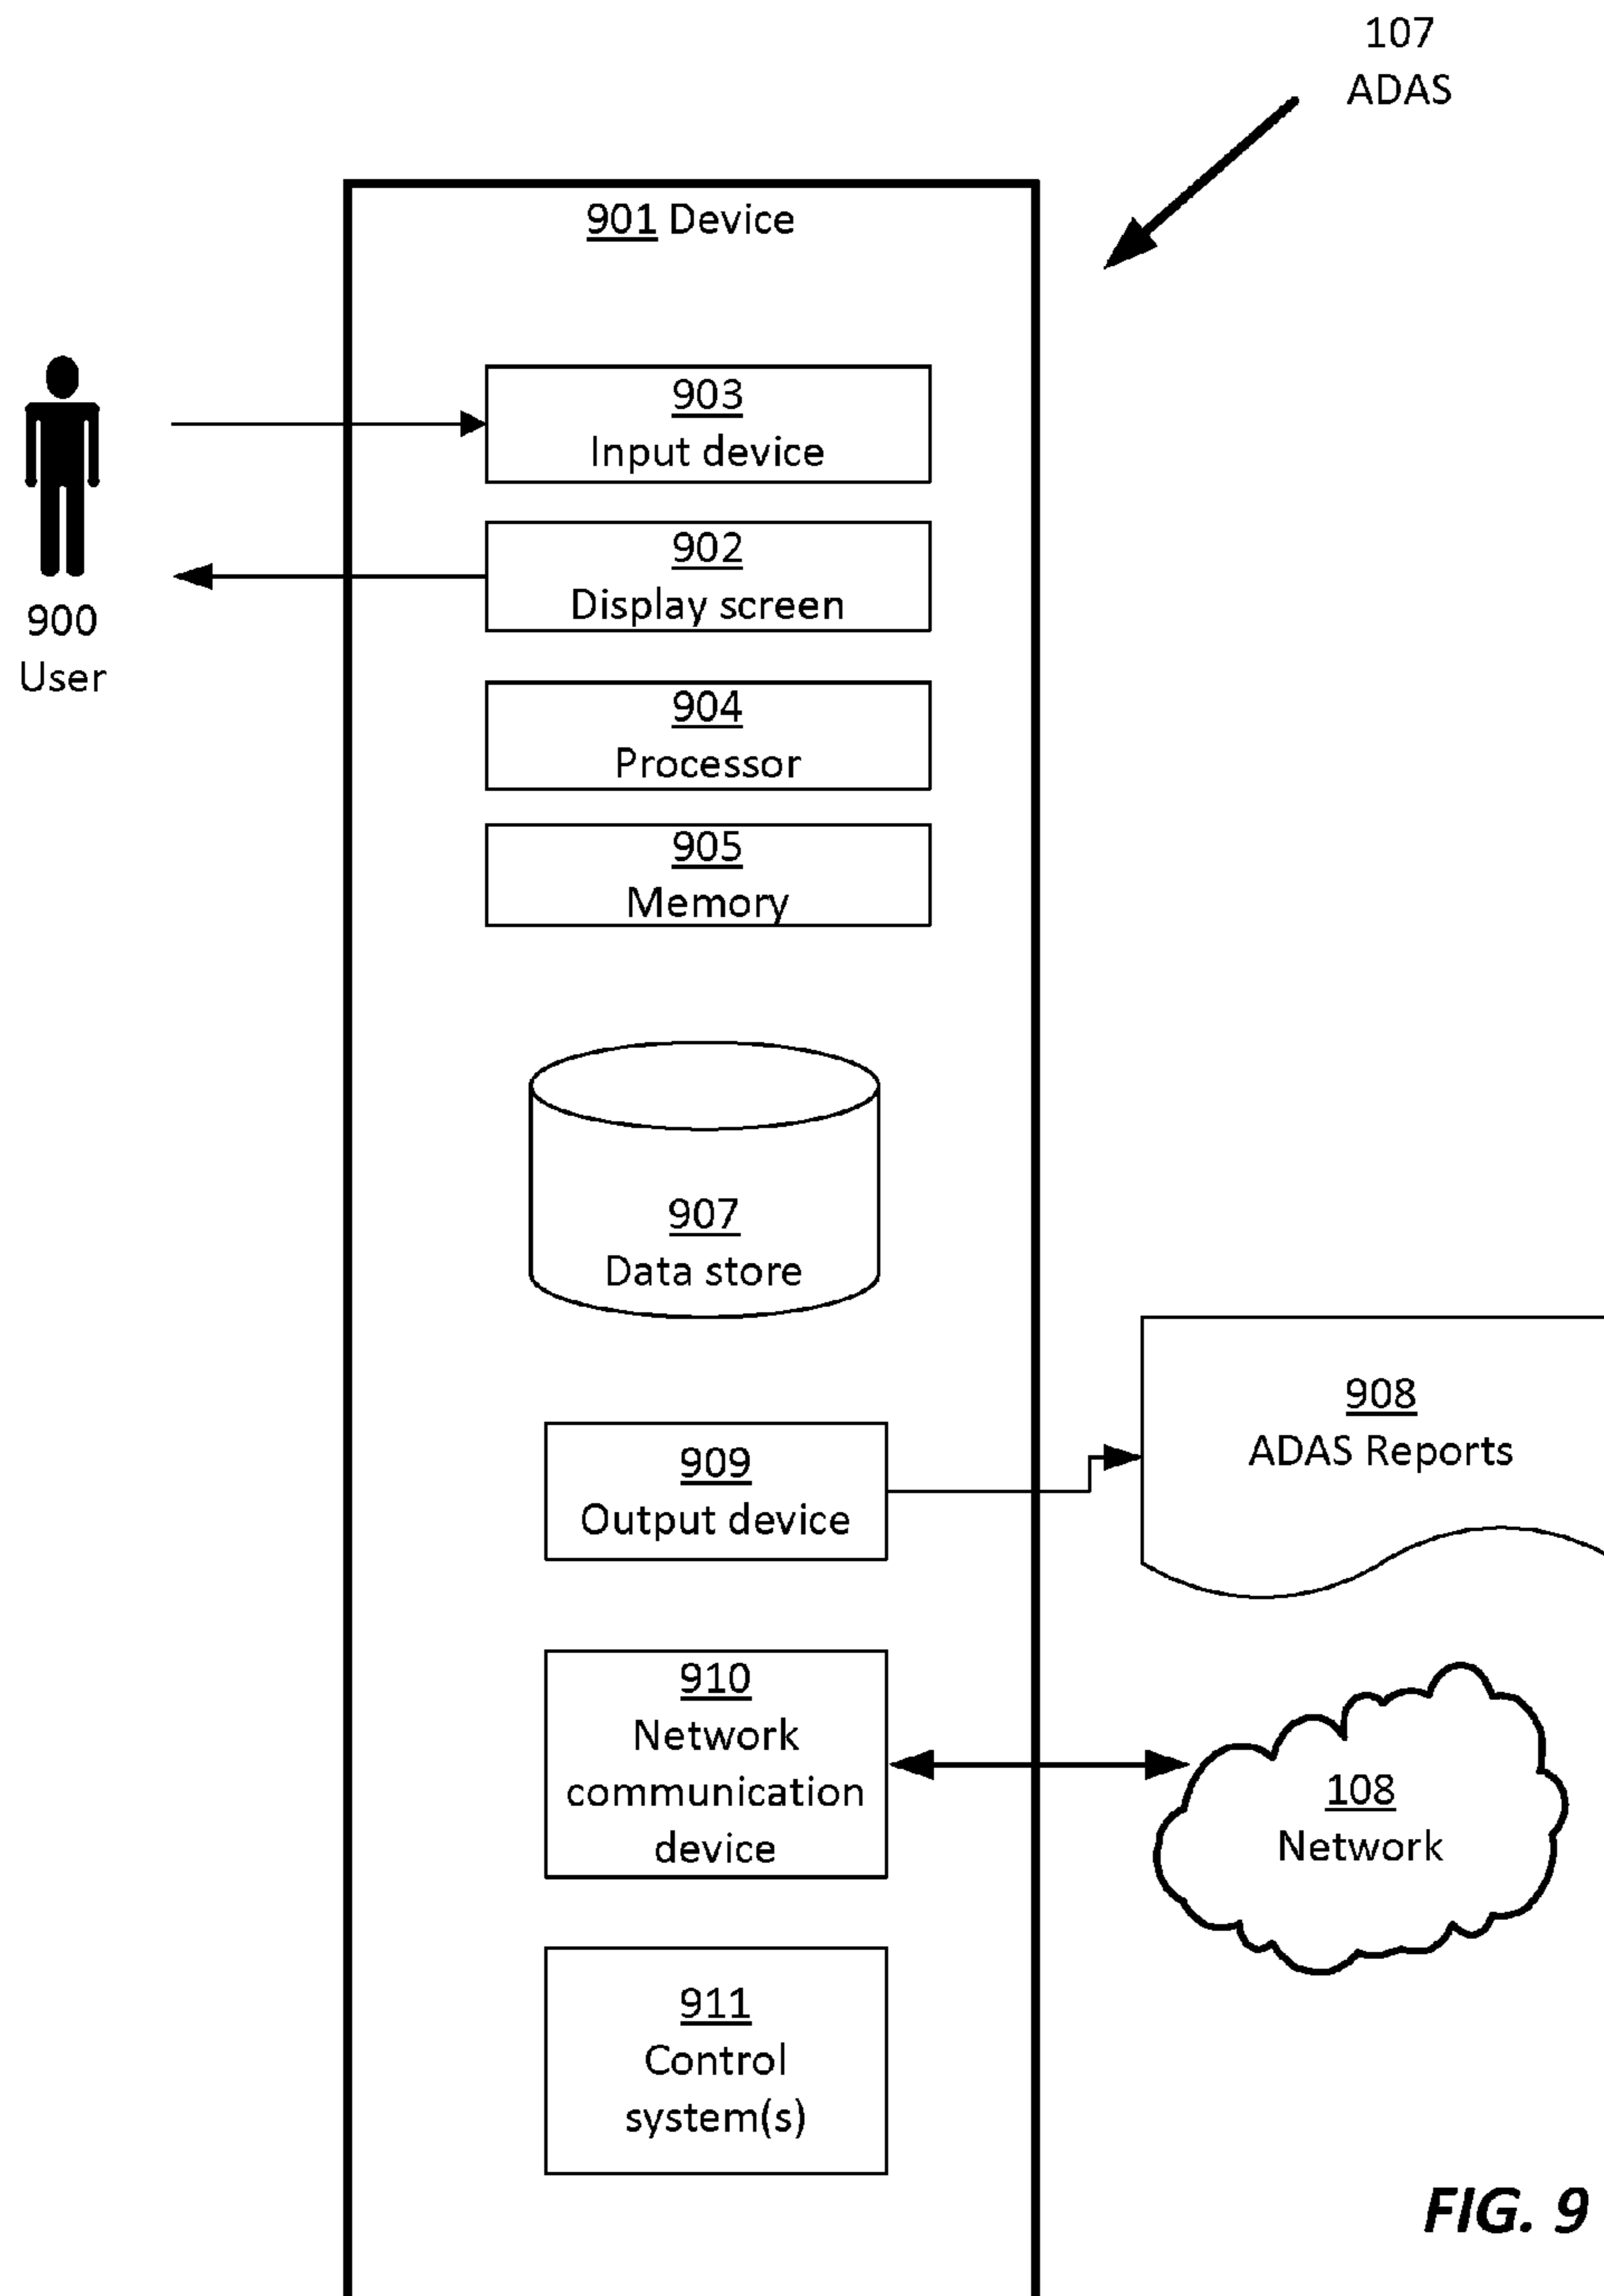 107
ADAS
901 Device
903
Input device
902
Display screen
900
User
904
Processor
905
Memory
907
Data store
908
ADAS Reports
909
Output device
910
Network
communication
device
108
Network
911
Control
system(s)
FIG. 9